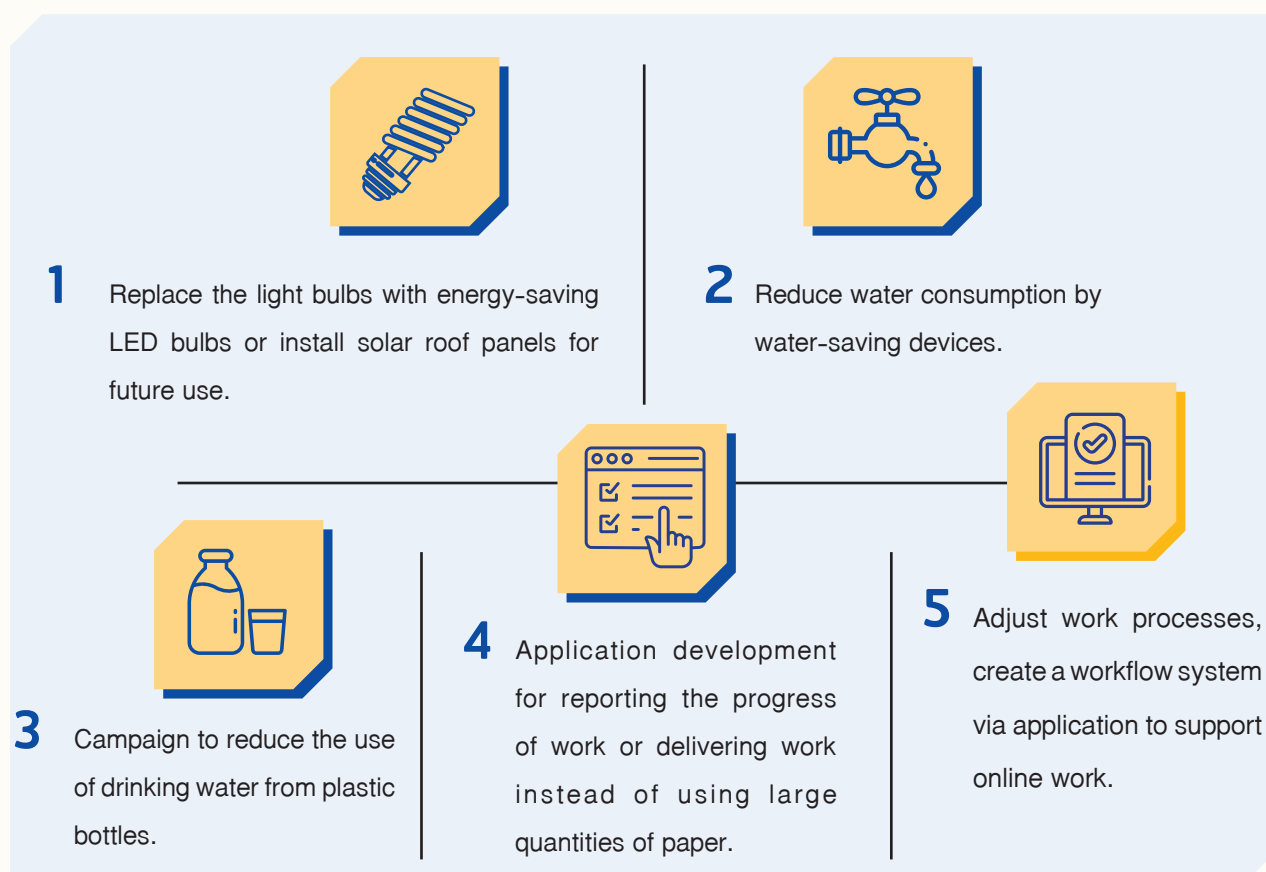 1
Replace the light bulbs with energy-saving
LED bulbs or install solar roof panels for
future use.
2
Reduce water consumption by
water-saving devices.
3
Campaign to reduce the use
of drinking water from plastic
bottles.
4
Application development
for reporting the progress
of work or delivering work
instead of using large
quantities of paper.
5
Adjust work processes,
create a workflow system
via application to support
online work.